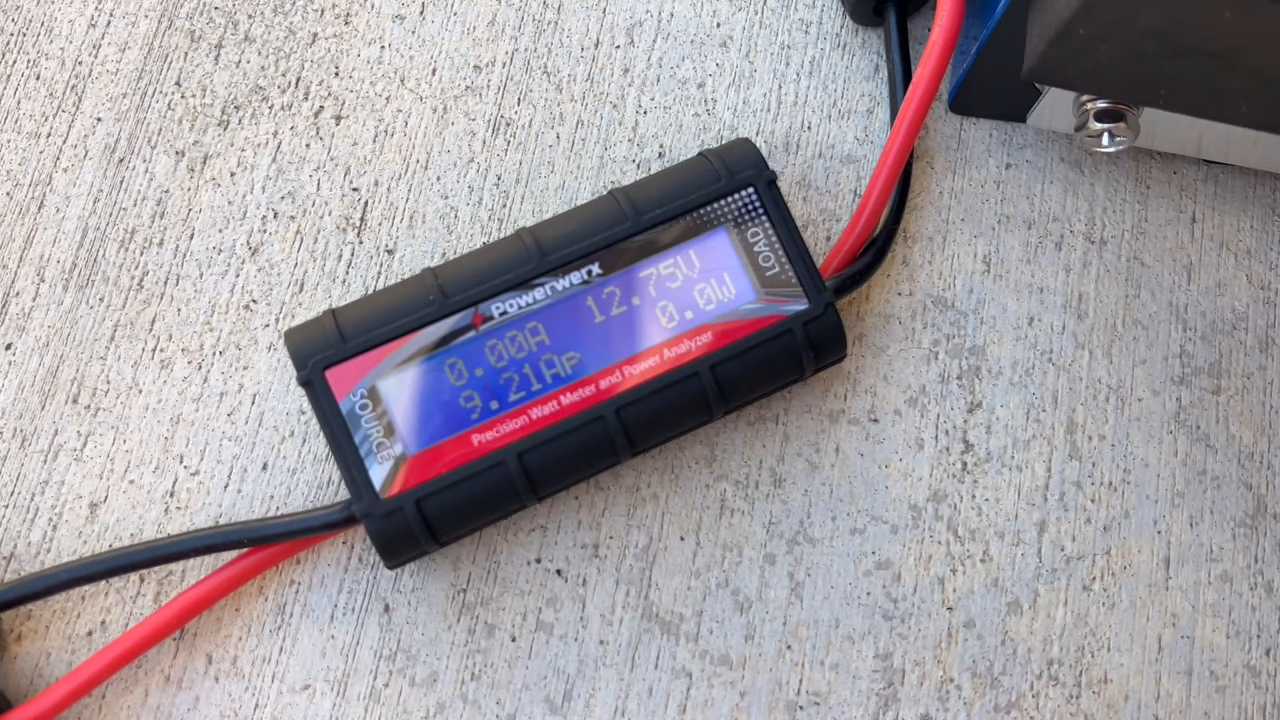 Powerwerx
0.00A 12.75V
9.21Ap 0.0W
Precision Watt Meter and Power Analyzer
SOURCE
LOAD